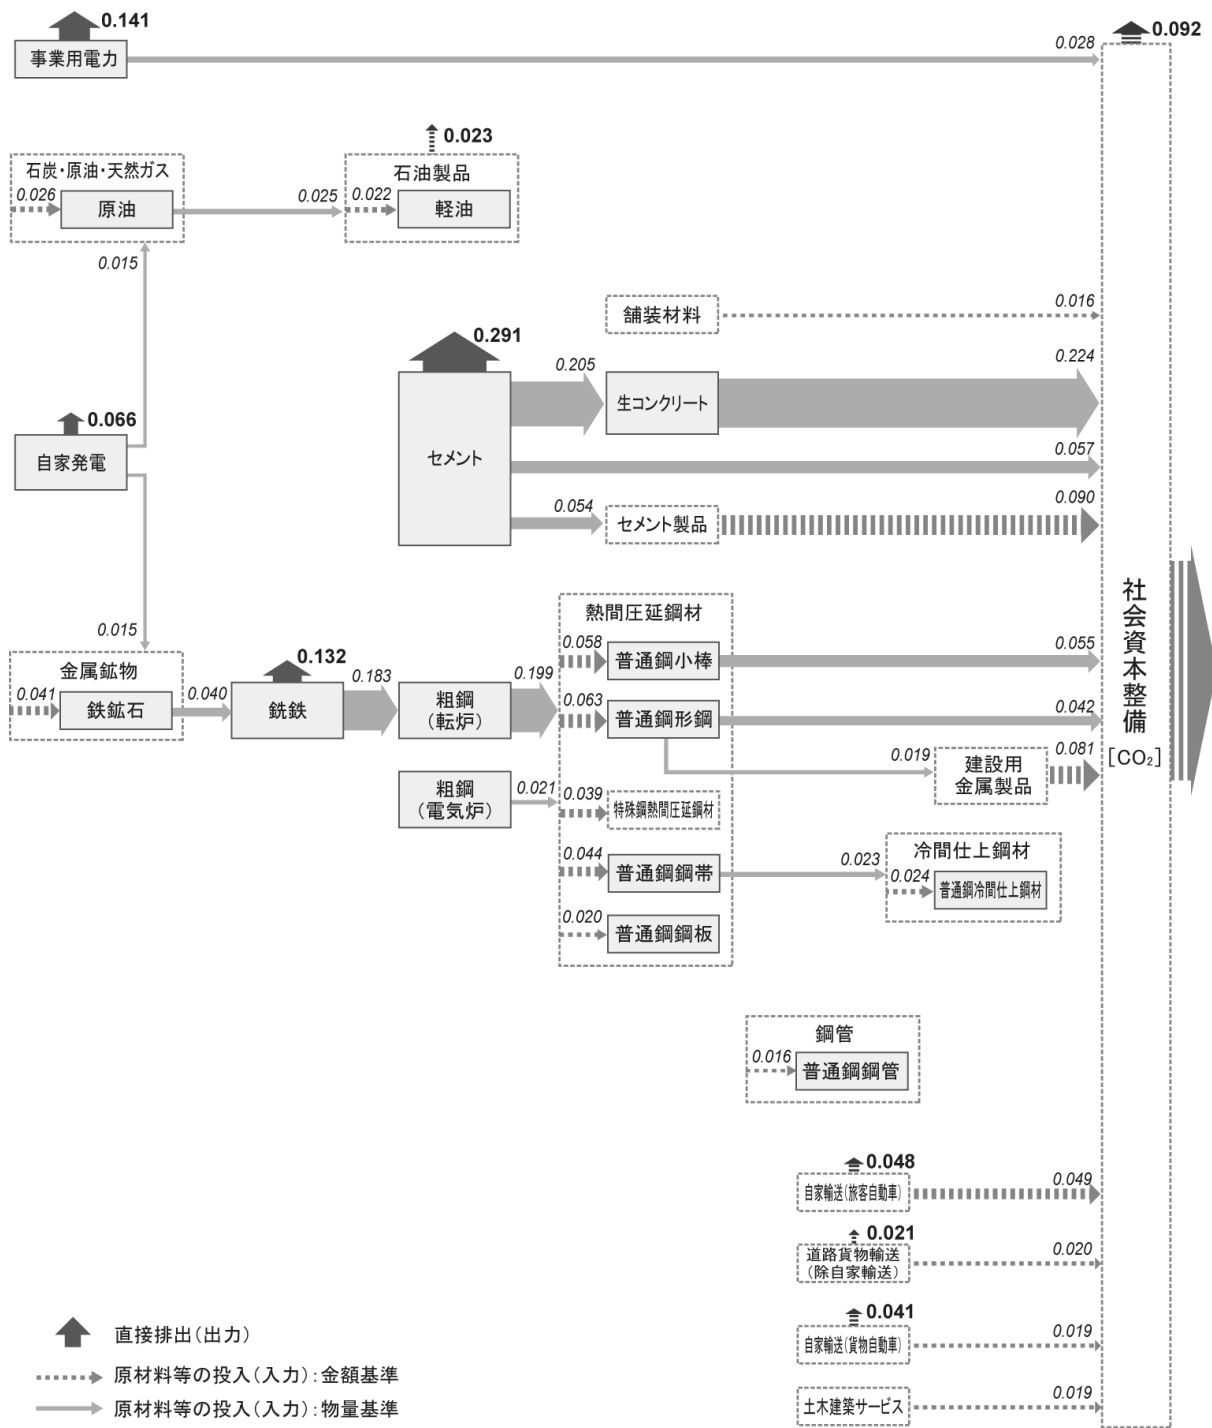 0.141
事業用電力
0.028
0.092
0.023
石炭・原油・天然ガス
0.026
原油
0.025
石油製品
0.022
軽油
0.015
舗装材料
0.016
0.291
0.205
生コンクリート
0.224
0.066
自家発電
セメント
0.057
0.054
セメント製品
0.090
社会資本整備
[CO₂]
0.015
金属鉱物
0.041
鉄鉱石
0.040
0.132
銑鉄
0.183
粗鋼
(転炉)
0.199
熱間圧延鋼材
0.058
普通鋼小棒
0.055
0.063
普通鋼形鋼
0.042
0.019
建設用
金属製品
0.081
粗鋼
(電気炉)
0.021
0.039
特殊鋼熱間圧延鋼材
0.044
普通鋼鋼帯
0.023
冷間仕上鋼材
0.024
普通鋼冷間仕上鋼材
0.020
普通鋼鋼板
鋼管
0.016
普通鋼鋼管
0.048
自家輸送(旅客自動車)
0.049
0.021
道路貨物輸送
(除自家輸送)
0.020
0.041
自家輸送(貨物自動車)
0.019
土木建築サービス
0.019
直接排出(出力)
原材料等の投入(入力):金額基準
原材料等の投入(入力):物量基準